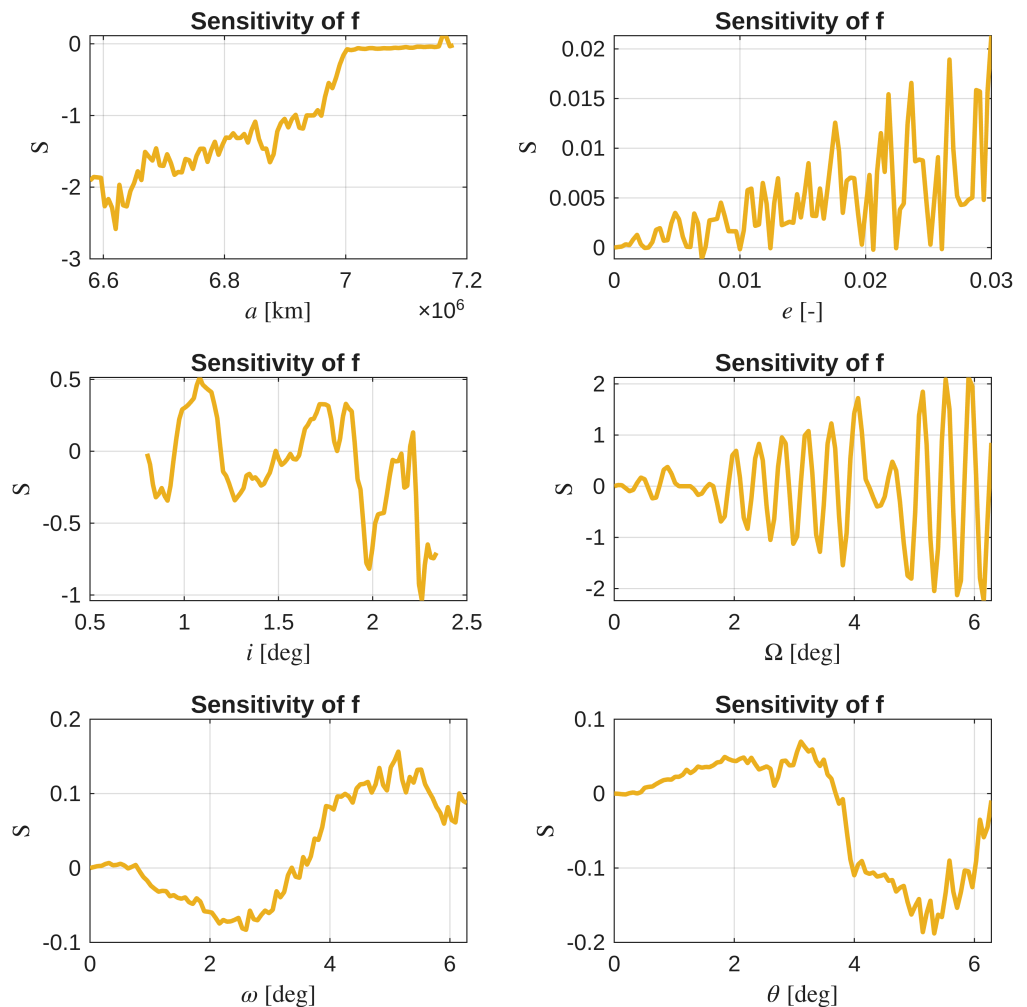 Sensitivity of f
0
-1
-2
-3
S
6.6 6.8 7 7.2
×10⁶
a [km]
Sensitivity of f
0.02
0.015
0.01
0.005
0
S
0 0.01 0.02 0.03
e [-]
Sensitivity of f
0.5
0
-0.5
-1
S
0.5 1 1.5 2 2.5
i [deg]
Sensitivity of f
2
1
0
-1
-2
S
0 2 4 6
Ω [deg]
Sensitivity of f
0.2
0.1
0
-0.1
S
0 2 4 6
ω [deg]
Sensitivity of f
0.1
0
-0.1
-0.2
S
0 2 4 6
θ [deg]